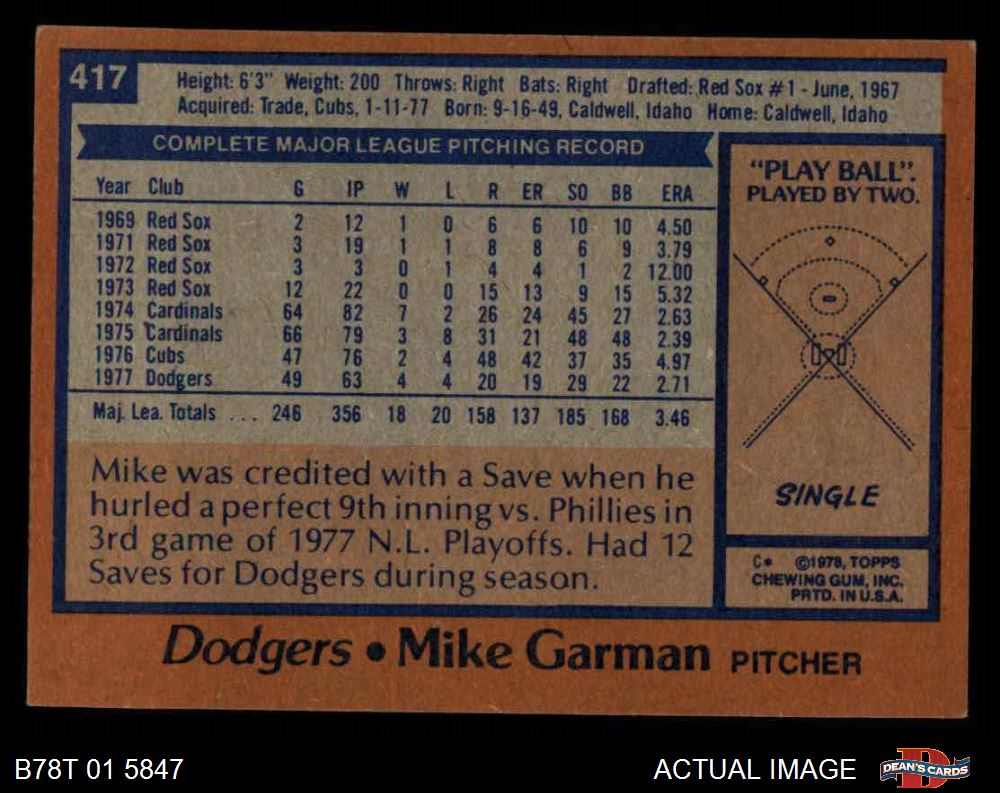 417
Height: 6'3" Weight: 200 Throws: Right Bats: Right Drafted: Red Sox #1 - June, 1967
Acquired: Trade, Cubs, 1-11-77 Born: 9-16-49, Caldwell, Idaho Home: Caldwell, Idaho
COMPLETE MAJOR LEAGUE PITCHING RECORD
Year Club G IP W L R ER SO BB ERA
1969 Red Sox 2 12 1 0 6 6 10 10 4.50
1971 Red Sox 3 19 1 1 8 8 6 9 3.79
1972 Red Sox 3 3 0 1 4 4 1 2 12.00
1973 Red Sox 12 22 0 0 15 13 9 15 5.32
1974 Cardinals 64 82 7 2 26 24 45 27 2.63
1975 Cardinals 66 79 3 8 31 21 48 48 2.39
1976 Cubs 47 76 2 4 48 42 37 35 4.97
1977 Dodgers 49 63 4 4 20 19 29 22 2.71
Maj. Lea. Totals ... 246 356 18 20 158 137 185 168 3.46
Mike was credited with a Save when he
hurled a perfect 9th inning vs. Phillies in
3rd game of 1977 N.L. Playoffs. Had 12
Saves for Dodgers during season.
"PLAY BALL".
PLAYED BY TWO.
SINGLE
C* ©1978, TOPPS
CHEWING GUM, INC.
PRTD. IN U.S.A.
Dodgers • Mike Garman PITCHER
B78T 01 5847
ACTUAL IMAGE
D
DEAN'S CARDS